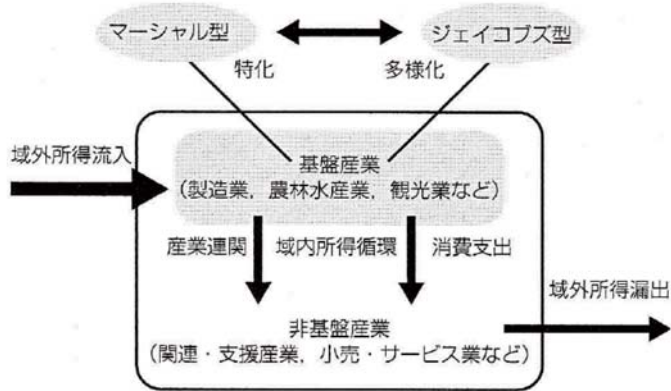 マーシャル型
ジェイコブズ型
特化
多様化
域外所得流入
基盤産業
(製造業，農林水産業，観光業など)
産業連関
域内所得循環
消費支出
域外所得漏出
非基盤産業
(関連・支援産業，小売・サービス業など)